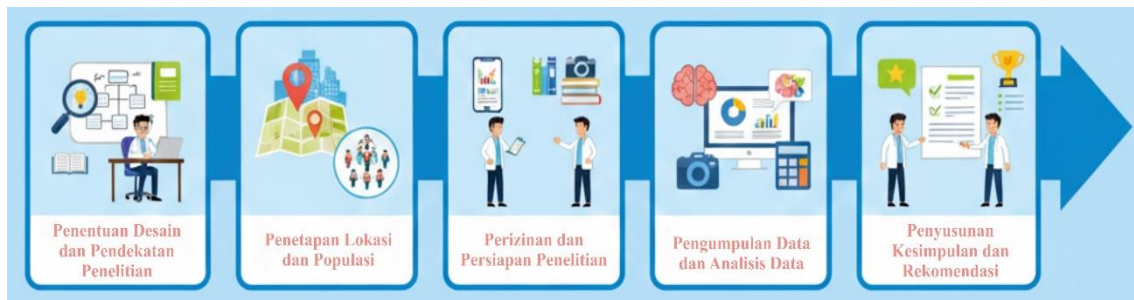 Penentuan Desain
dan Pendekatan
Penelitian
Penetapan Lokasi
dan Populasi
Perizinan dan
Persiapan Penelitian
Pengumpulan Data
dan Analisis Data
Penyusunan
Kesimpulan dan
Rekomendasi